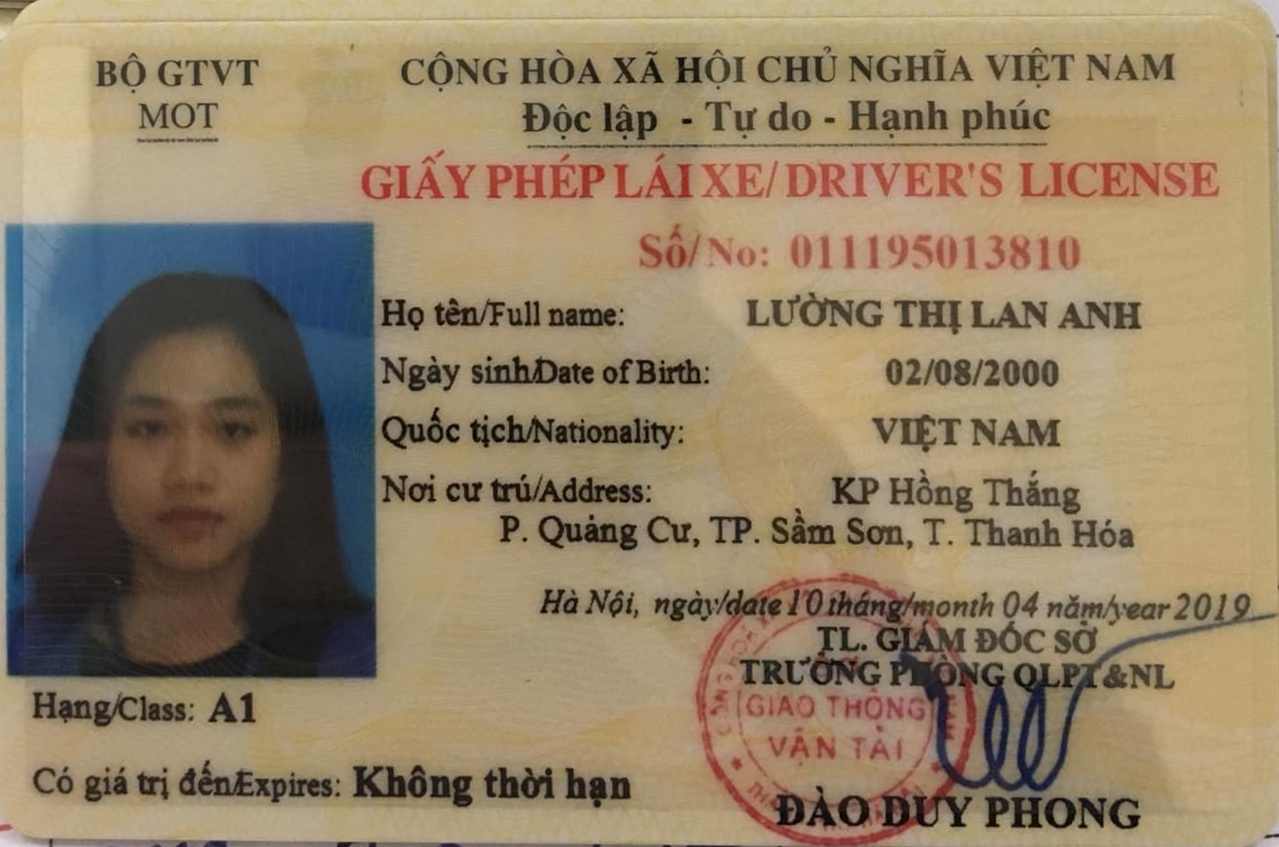 BỘ GTVT
MOT
CỘNG HÒA XÃ HỘI CHỦ NGHĨA VIỆT NAM
Độc lập - Tự do - Hạnh phúc
GIẤY PHÉP LÁI XE/ DRIVER'S LICENSE
Số/ No: 011195013810
Họ tên/Full name: LƯỜNG THỊ LAN ANH
Ngày sinh/Date of Birth: 02/08/2000
Quốc tịch/Nationality: VIỆT NAM
Nơi cư trú/Address: KP Hồng Thắng
P. Quảng Cư, TP. Sầm Sơn, T. Thanh Hóa
Hà Nội, ngày/date 10 tháng/month 04 năm/year 2019
TL. GIÁM ĐỐC SỞ
TRƯỞNG PHÒNG QLPT&NL
GIAO THÔNG
VẬN TẢI
ĐÀO DUY PHONG
Hạng/Class: A1
Có giá trị đến/Expires: Không thời hạn